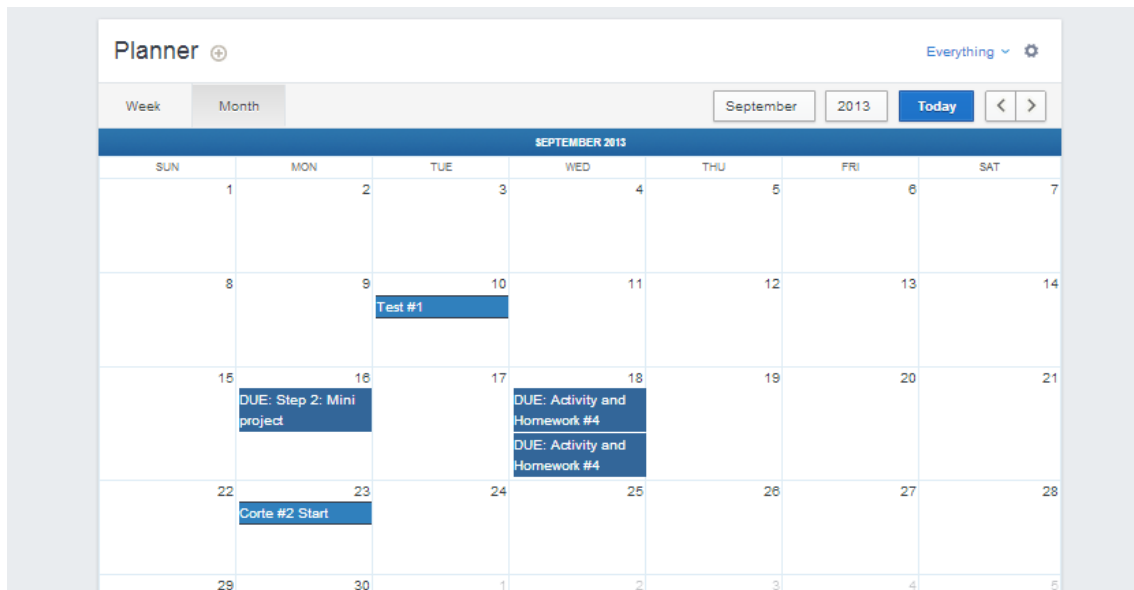 Planner
Everything
Week Month September 2013 Today
SEPTEMBER 2013
SUN MON TUE WED THU FRI SAT
1 2 3 4 5 6 7
8 9 10 11 12 13 14
Test #1
15 16 17 18 19 20 21
DUE: Step 2: Mini
project
DUE: Activity and
Homework #4
DUE: Activity and
Homework #4
22 23 24 25 26 27 28
Corte #2 Start
29 30 1 2 3 4 5